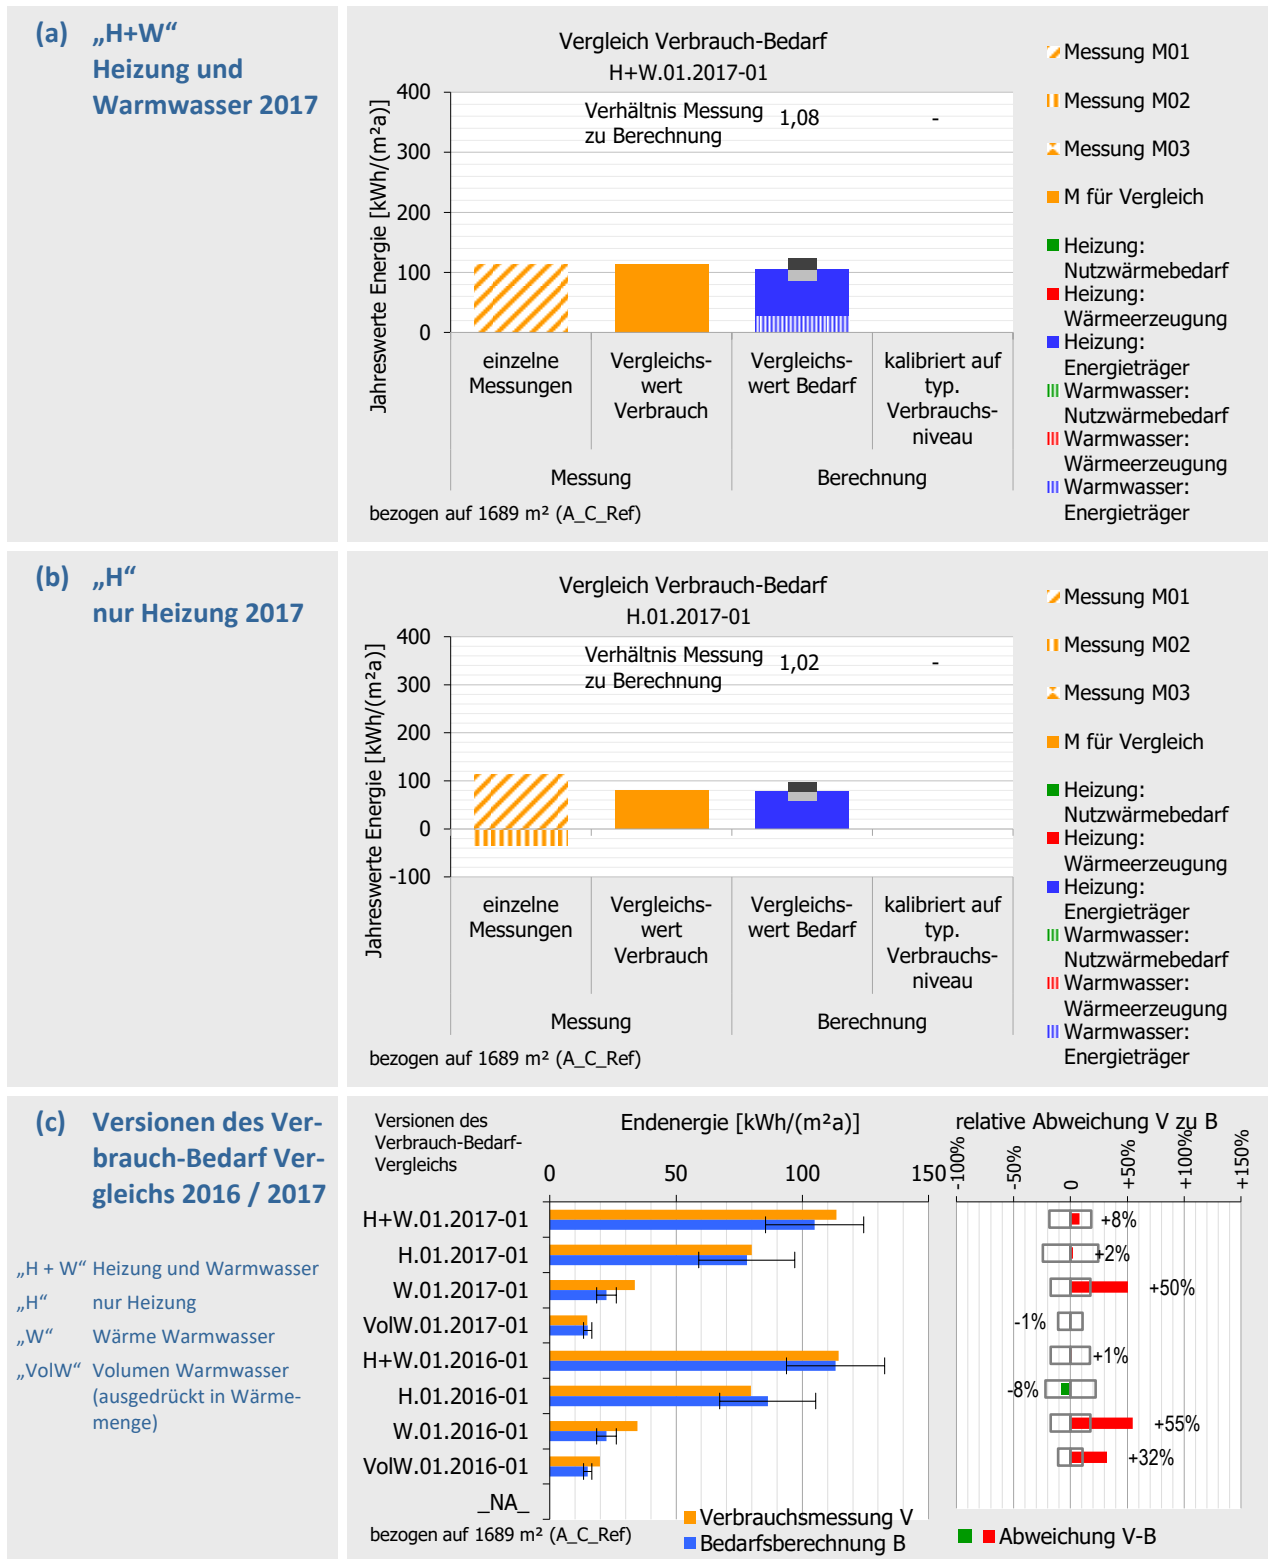 (a) „H+W“
Heizung und
Warmwasser 2017
Vergleich Verbrauch-Bedarf
H+W.01.2017-01
Jahreswerte Energie [kWh/(m²a)]
400
300
200
100
0
Verhältnis Messung
zu Berechnung
1,08
-
einzelne
Messungen
Vergleichs-
wert
Verbrauch
Vergleichs-
wert Bedarf
kalibriert auf
typ.
Verbrauchs-
niveau
Messung
Berechnung
bezogen auf 1689 m² (A_C_Ref)
Messung M01
Messung M02
Messung M03
M für Vergleich
Heizung:
Nutzwärmebedarf
Heizung:
Wärmeerzeugung
Heizung:
Energieträger
Warmwasser:
Nutzwärmebedarf
Warmwasser:
Wärmeerzeugung
Warmwasser:
Energieträger
(b) „H“
nur Heizung 2017
Vergleich Verbrauch-Bedarf
H.01.2017-01
Jahreswerte Energie [kWh/(m²a)]
400
300
200
100
0
-100
Verhältnis Messung
zu Berechnung
1,02
-
einzelne
Messungen
Vergleichs-
wert
Verbrauch
Vergleichs-
wert Bedarf
kalibriert auf
typ.
Verbrauchs-
niveau
Messung
Berechnung
bezogen auf 1689 m² (A_C_Ref)
Messung M01
Messung M02
Messung M03
M für Vergleich
Heizung:
Nutzwärmebedarf
Heizung:
Wärmeerzeugung
Heizung:
Energieträger
Warmwasser:
Nutzwärmebedarf
Warmwasser:
Wärmeerzeugung
Warmwasser:
Energieträger
(c) Versionen des Ver-
brauch-Bedarf Ver-
gleichs 2016 / 2017
„H + W“ Heizung und Warmwasser
„H“ nur Heizung
„W“ Wärme Warmwasser
„VolW“ Volumen Warmwasser
(ausgedrückt in Wärme-
menge)
Versionen des
Verbrauch-Bedarf-
Vergleichs
Endenergie [kWh/(m²a)]
0 50 100 150
H+W.01.2017-01
H.01.2017-01
W.01.2017-01
VolW.01.2017-01
H+W.01.2016-01
H.01.2016-01
W.01.2016-01
VolW.01.2016-01
_NA_
bezogen auf 1689 m² (A_C_Ref)
Verbrauchsmessung V
Bedarfsberechnung B
relative Abweichung V zu B
-100% -50% 0 +50% +100% +150%
+8%
+2%
+50%
-1%
+1%
-8%
+55%
+32%
Abweichung V-B